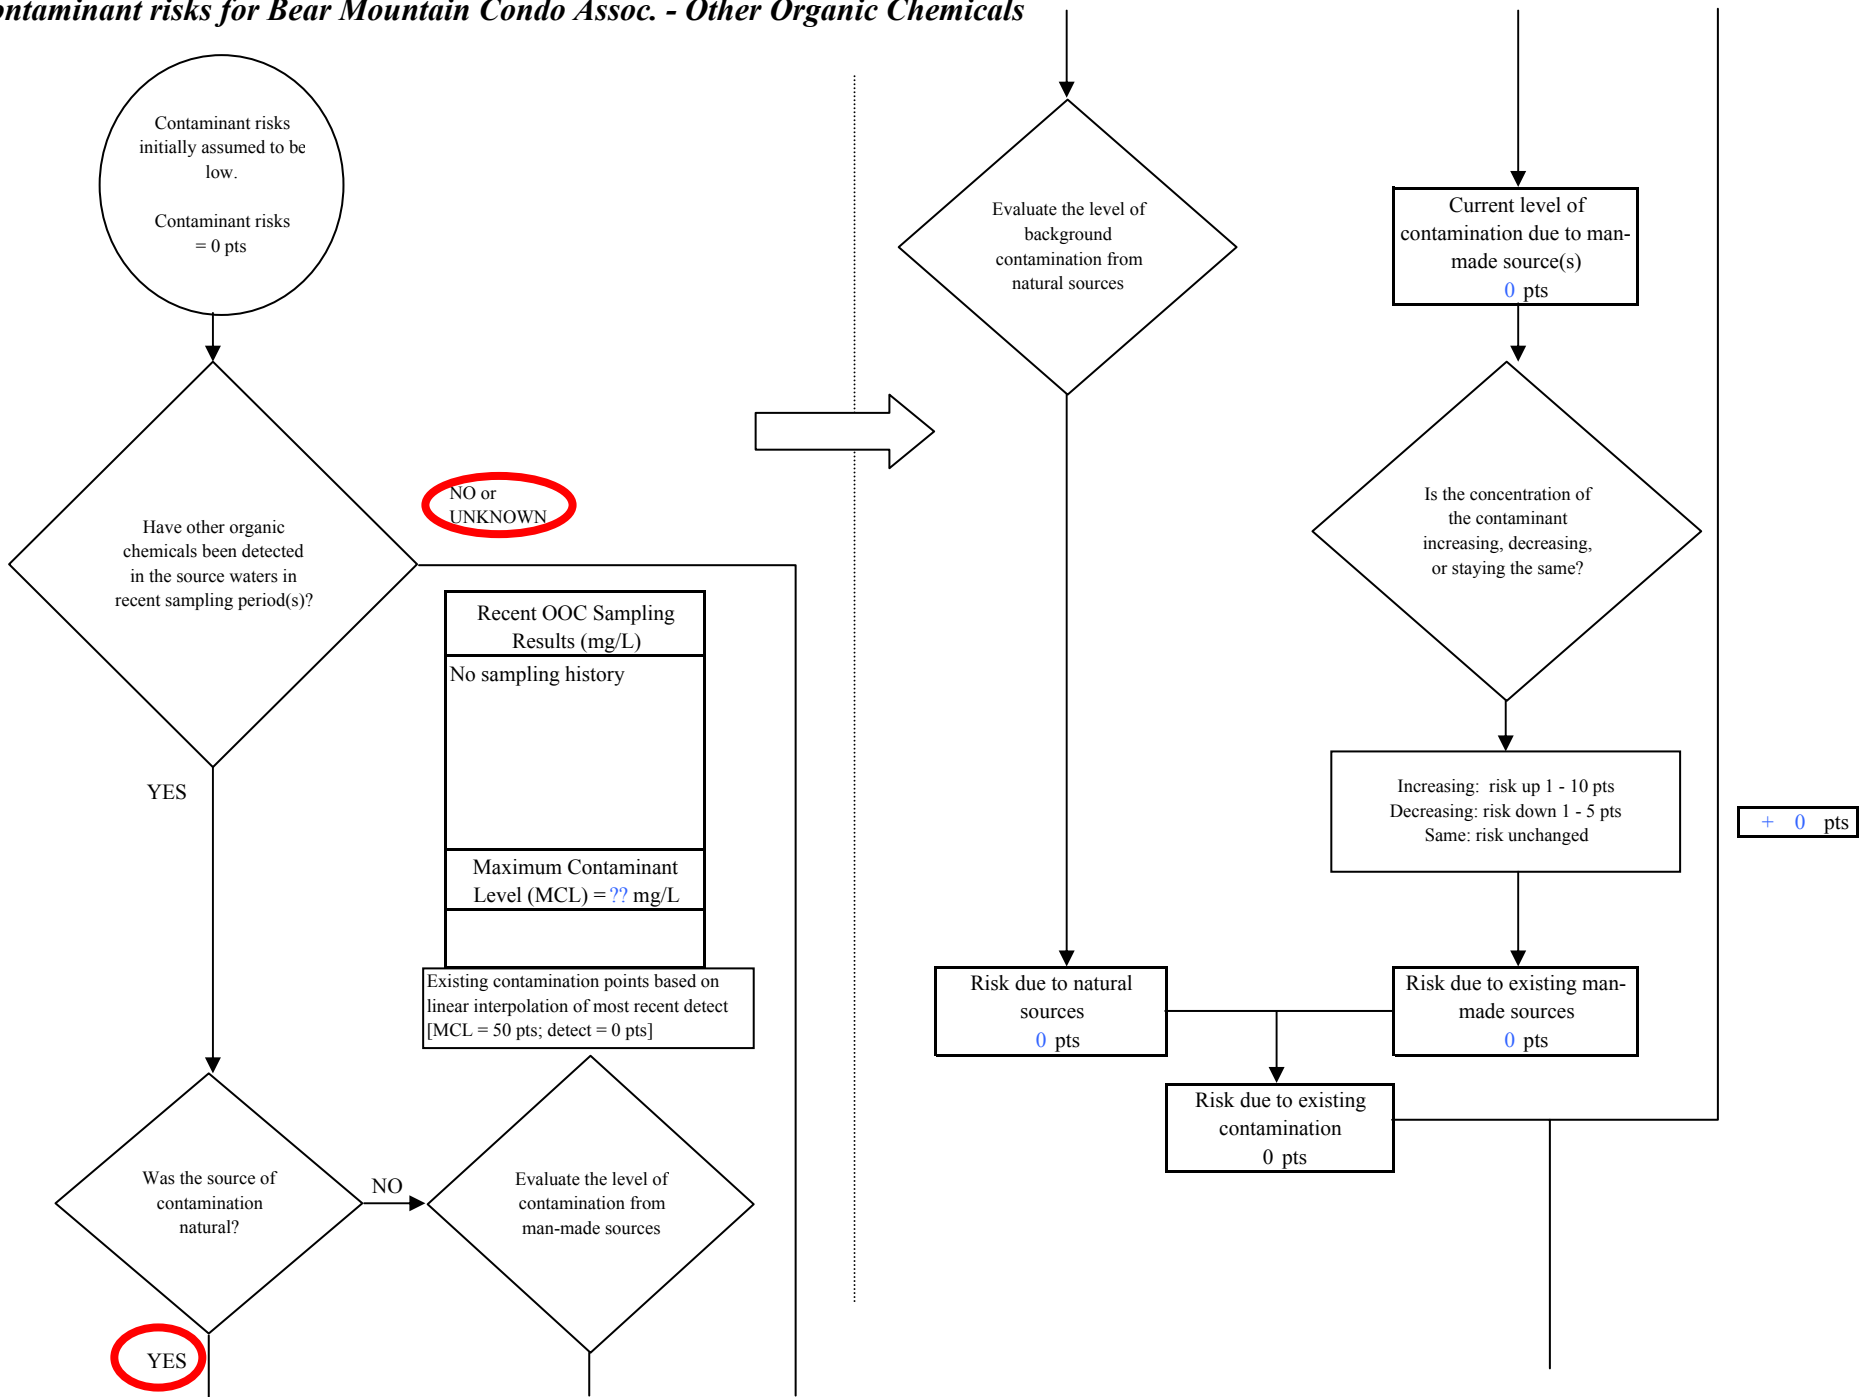 ontaminant risks for Bear Mountain Condo Assoc. - Other Organic Chemicals
Contaminant risks
initially assumed to be
low.
Contaminant risks
= 0 pts
Have other organic
chemicals been detected
in the source waters in
recent sampling period(s)?
NO or
UNKNOWN
YES
Recent OOC Sampling
Results (mg/L)
No sampling history
Maximum Contaminant
Level (MCL) = ?? mg/L
Existing contamination points based on
linear interpolation of most recent detect
[MCL = 50 pts; detect = 0 pts]
Was the source of
contamination
natural?
NO
YES
Evaluate the level of
contamination from
man-made sources
Evaluate the level of
background
contamination from
natural sources
Current level of
contamination due to man-
made source(s)
0 pts
Is the concentration of
the contaminant
increasing, decreasing,
or staying the same?
Increasing: risk up 1 - 10 pts
Decreasing: risk down 1 - 5 pts
Same: risk unchanged
+ 0 pts
Risk due to natural
sources
0 pts
Risk due to existing man-
made sources
0 pts
Risk due to existing
contamination
0 pts